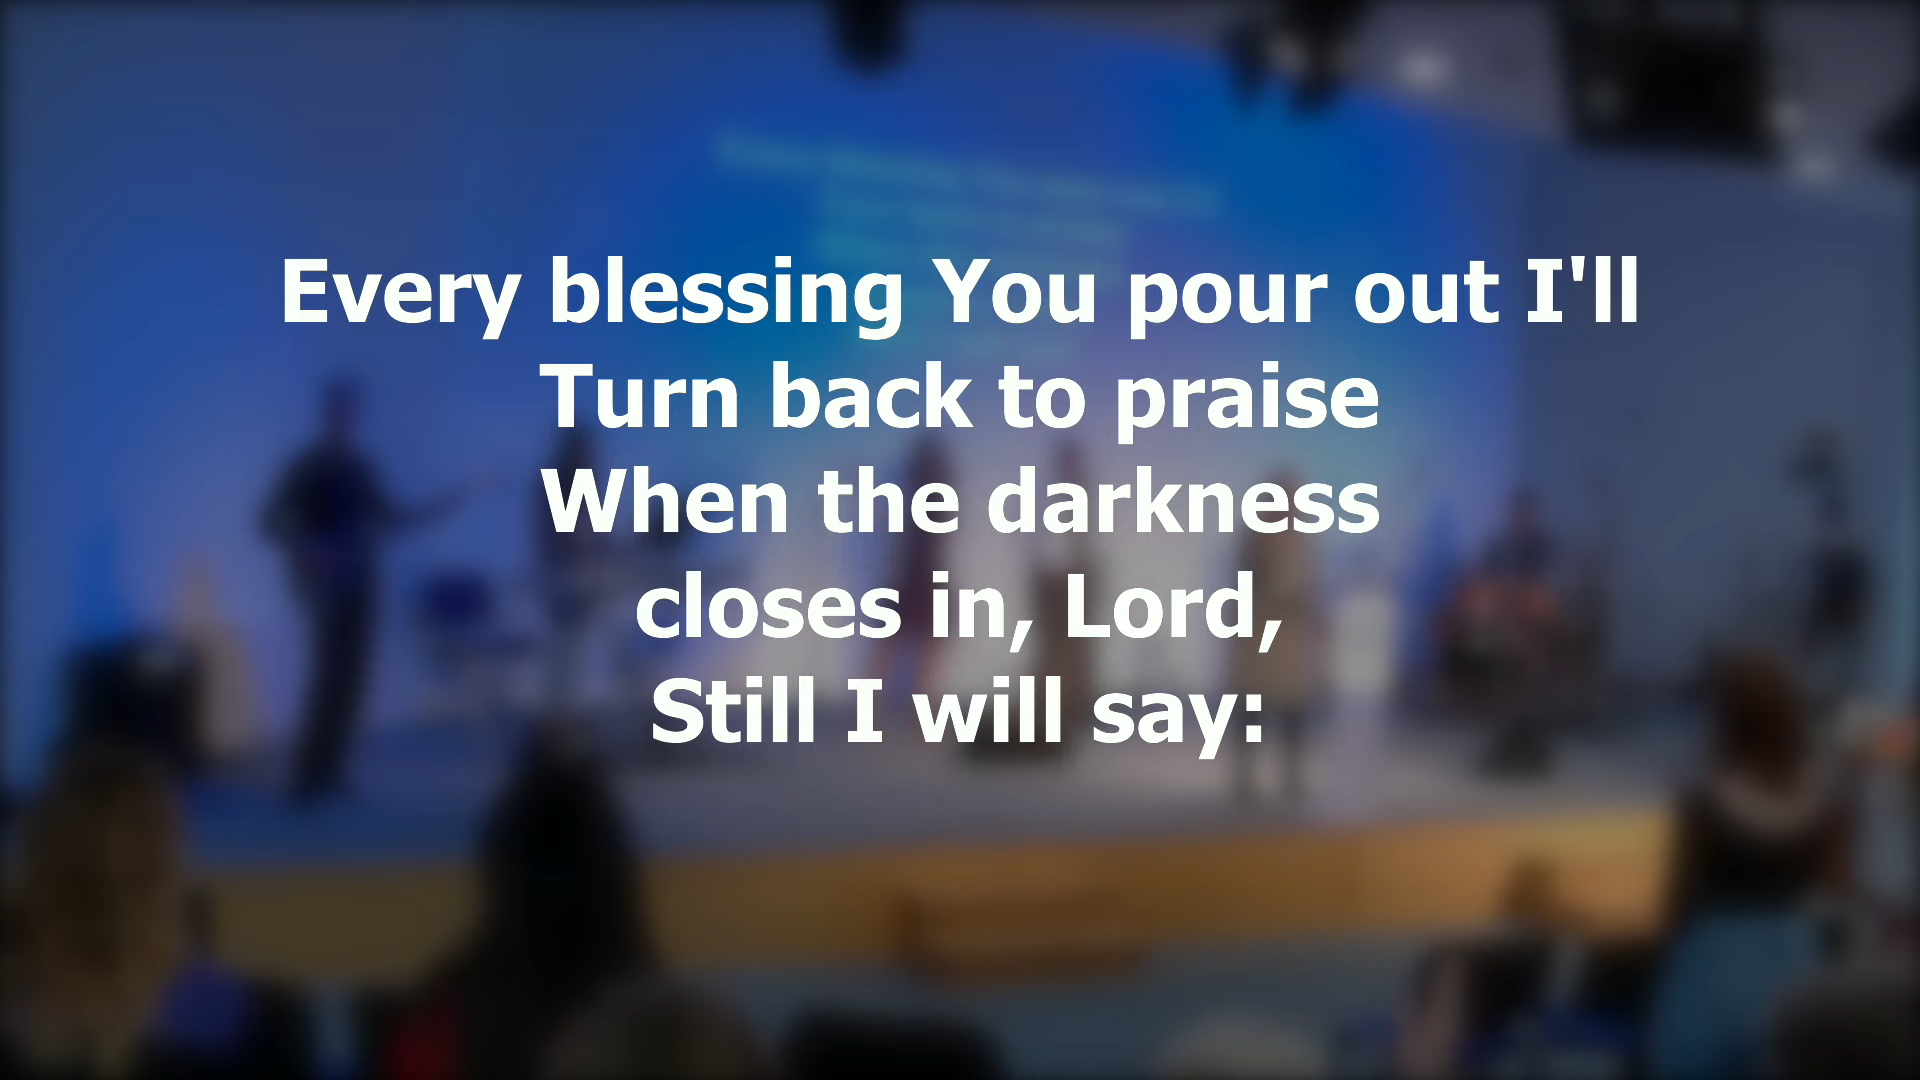 Every blessing You pour out I'll
Turn back to praise
When the darkness
closes in, Lord,
Still I will say: